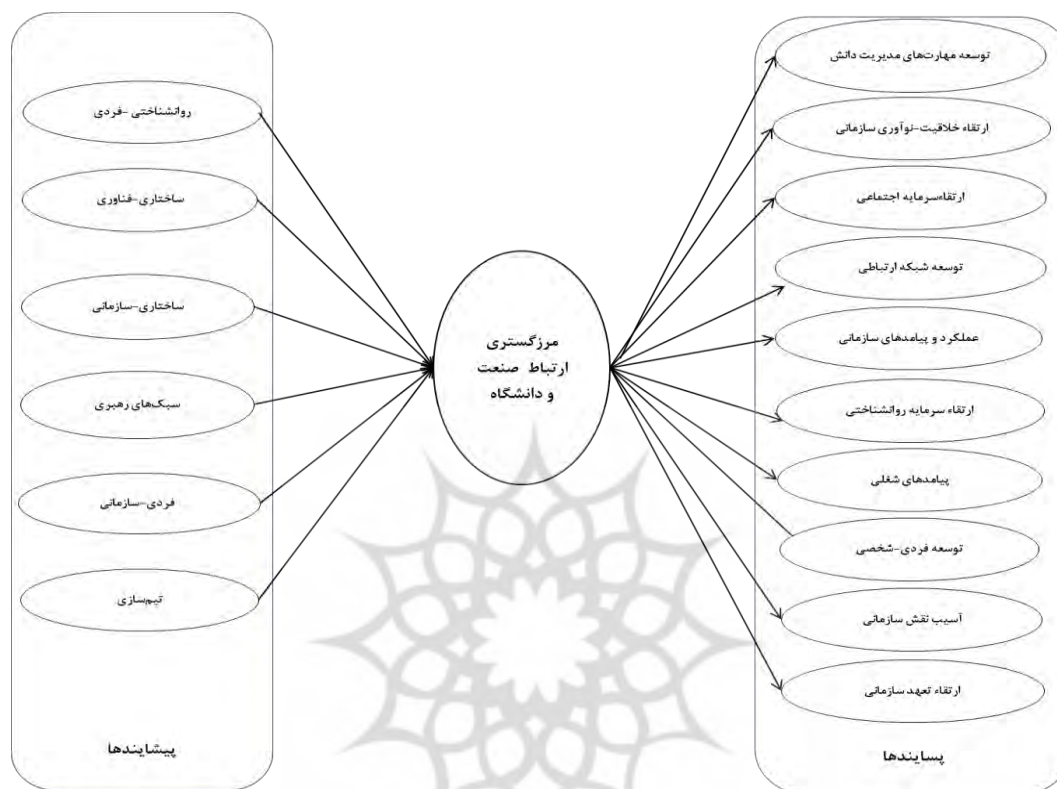 روانشناختی -فردی
ساختاری-فناوری
ساختاری-سازمانی
سبک‌های رهبری
فردی-سازمانی
تیم‌سازی
پیشایندها
مرزگستری
ارتباط صنعت
و دانشگاه
توسعه مهارت‌های مدیریت دانش
ارتقاء خلاقیت-نوآوری سازمانی
ارتقاءسرمایه اجتماعی
توسعه شبکه ارتباطی
عملکرد و پیامدهای سازمانی
ارتقاء سرمایه روانشناختی
پیامدهای شغلی
توسعه فردی-شخصی
آسیب نقش سازمانی
ارتقاء تعهد سازمانی
پسایندها